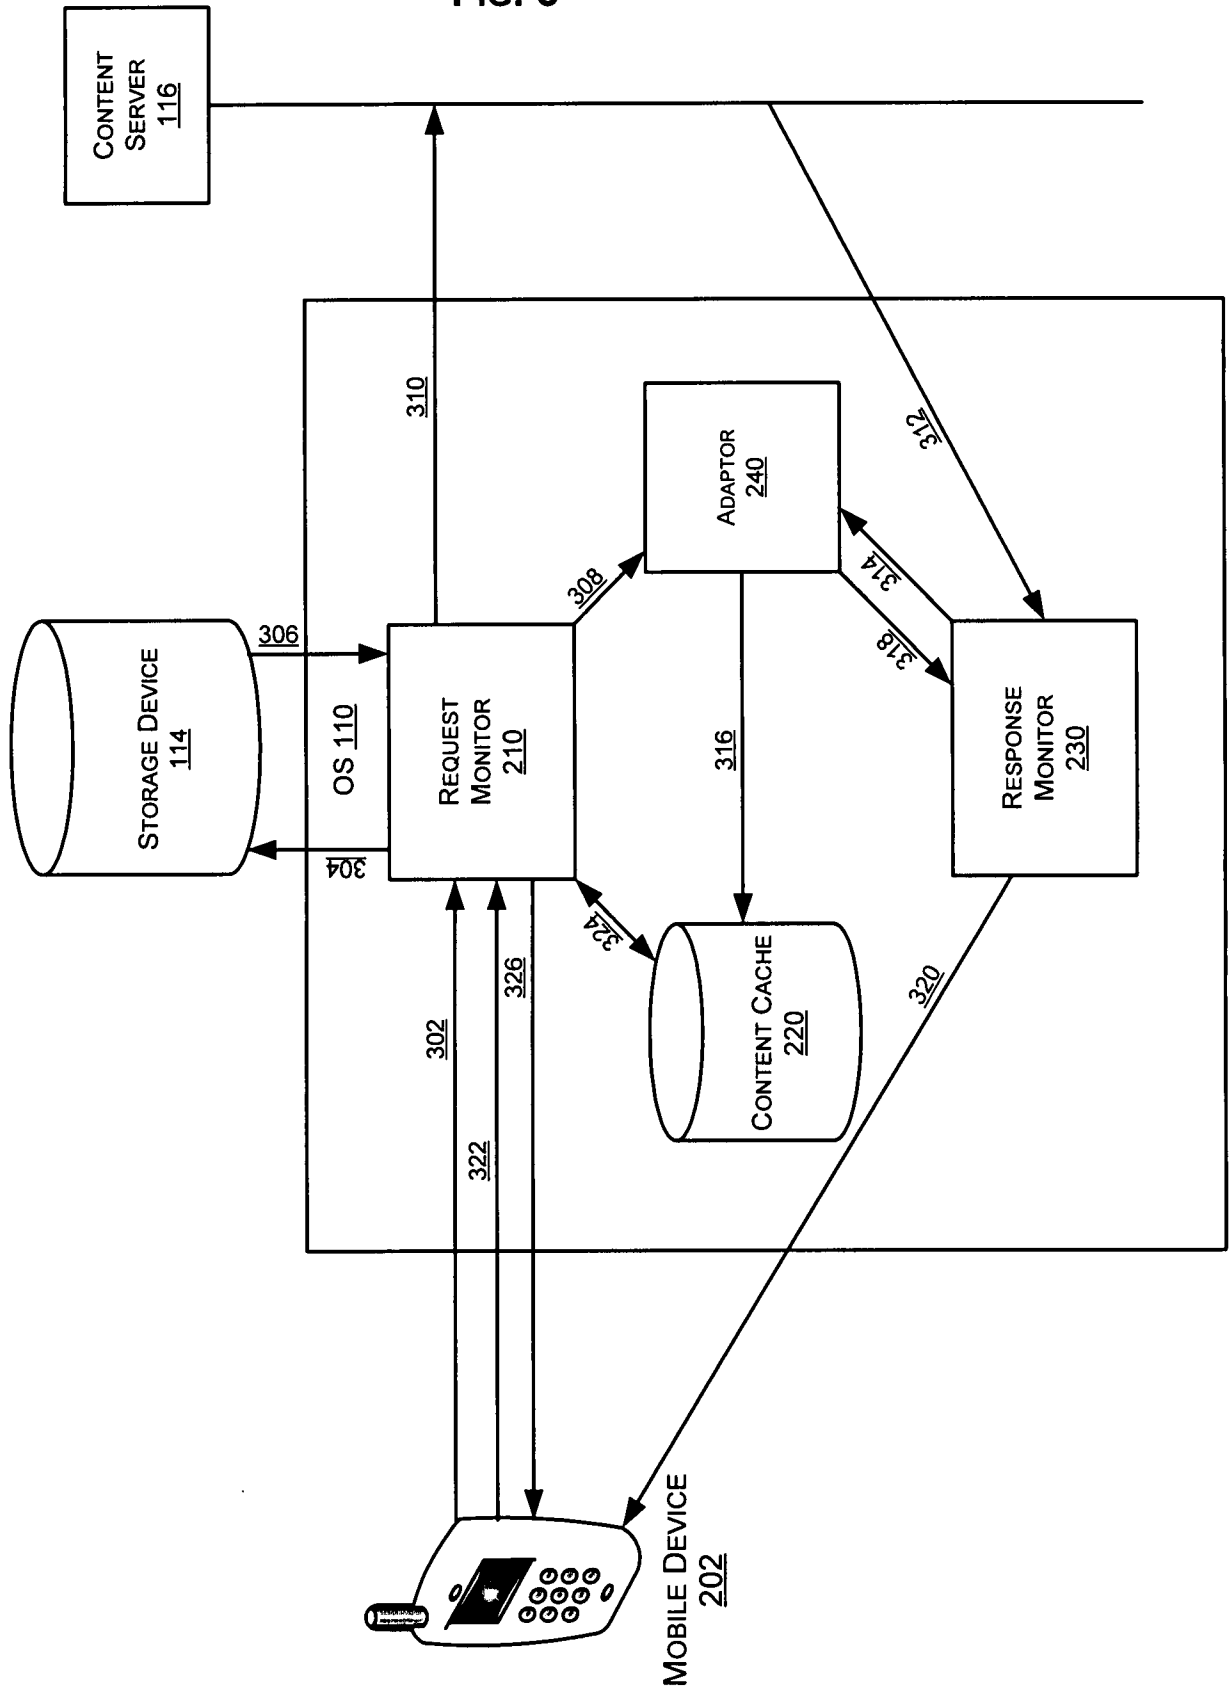 FIG.
CONTENT
SERVER
116
STORAGE DEVICE
114
306
304
OS 110
310
REQUEST
MONITOR
210
308
ADAPTOR
240
312
314
318
316
302
322
326
324
CONTENT CACHE
220
RESPONSE
MONITOR
230
320
MOBILE DEVICE
202